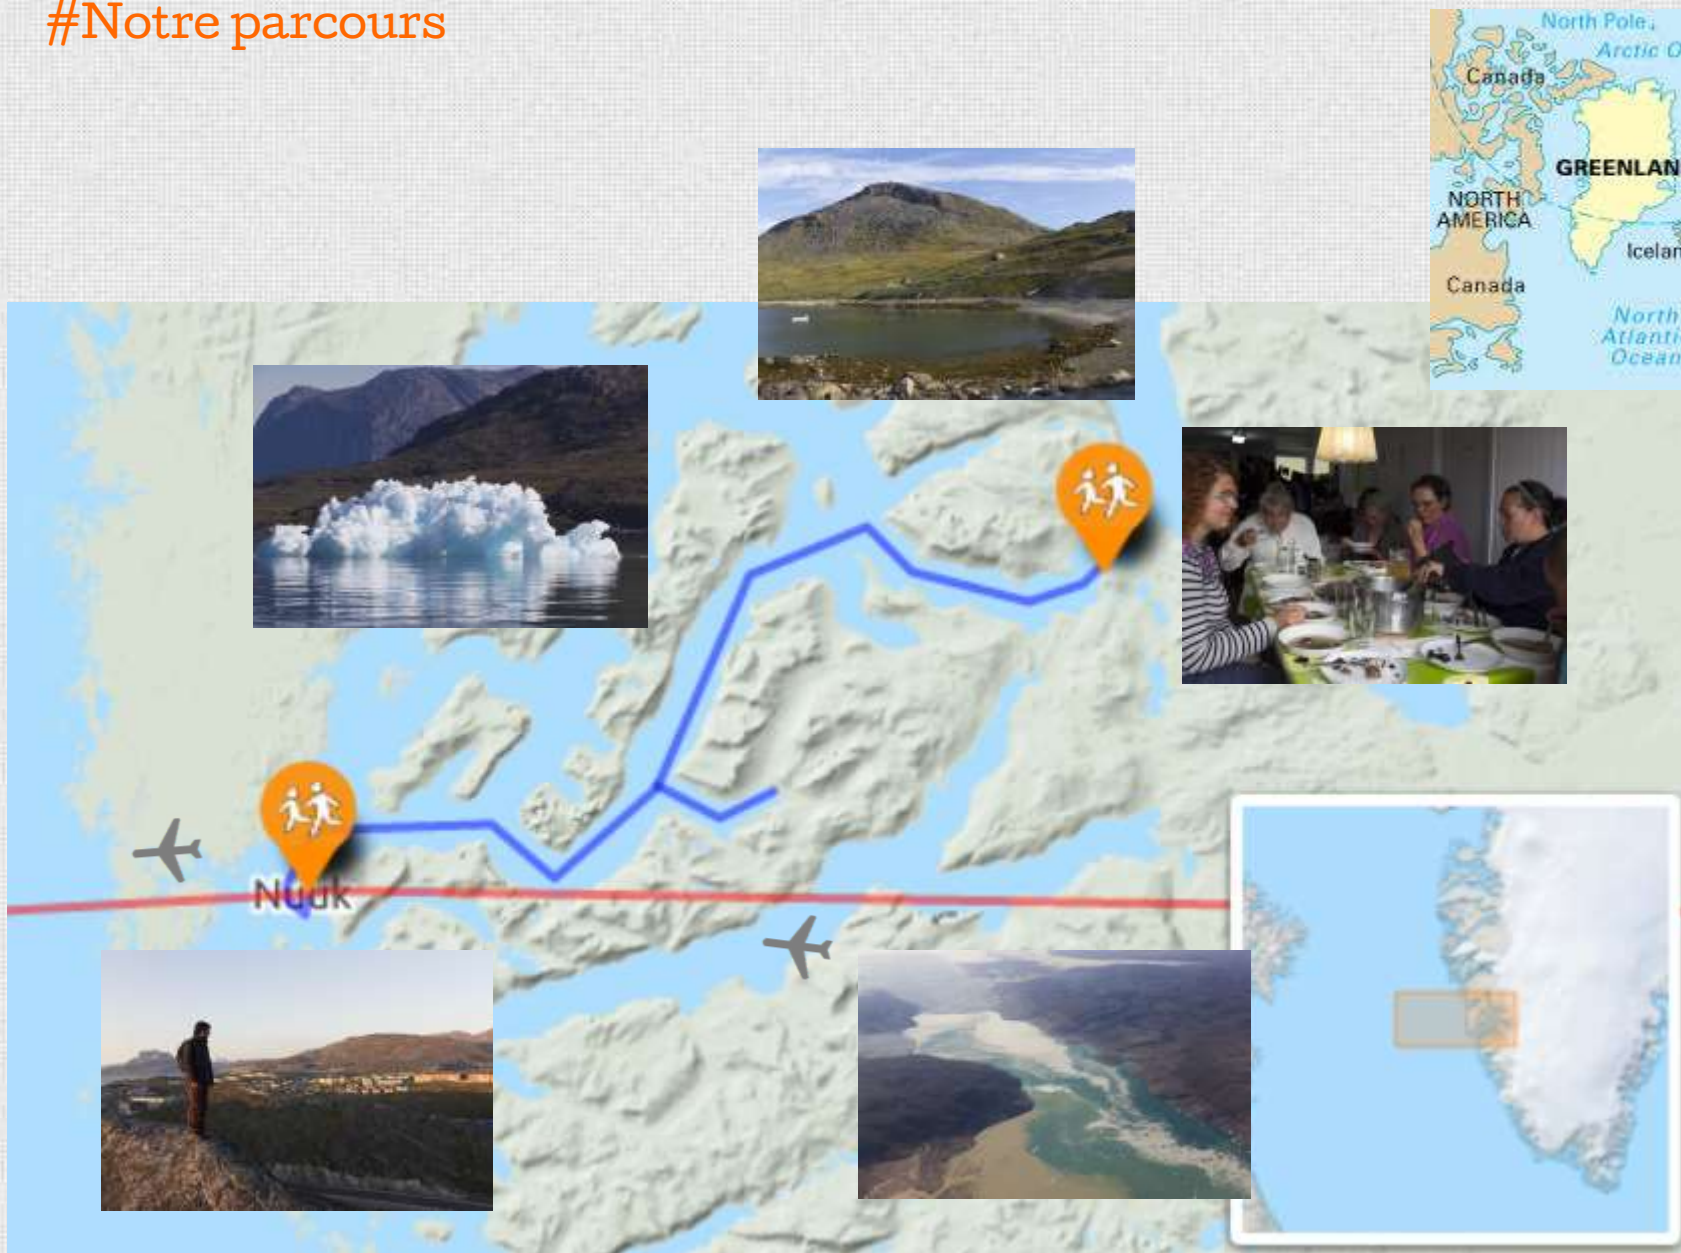 #Notre parcours
North Pole
Arctic O
Canada
GREENLAN
NORTH
AMERICA
Icelan
Canada
North
Atlanti
Ocean
Nuuk